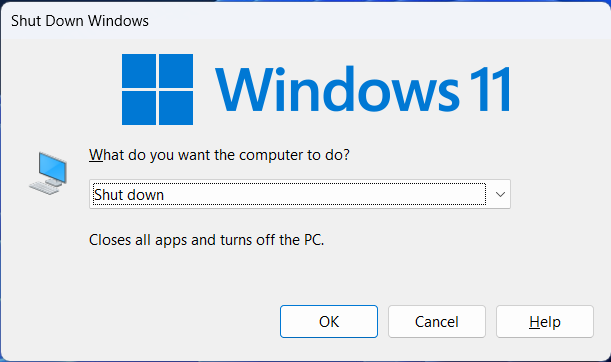 Shut Down Windows
Windows 11
What do you want the computer to do?
Shut down
Closes all apps and turns off the PC.
OK Cancel Help